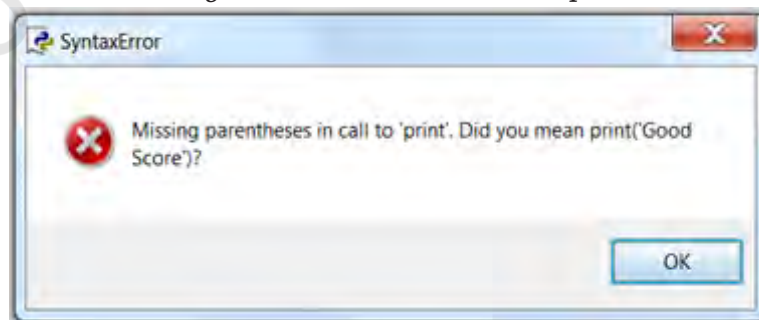 SyntaxError
Missing parentheses in call to 'print'. Did you mean print('Good
Score')?
OK